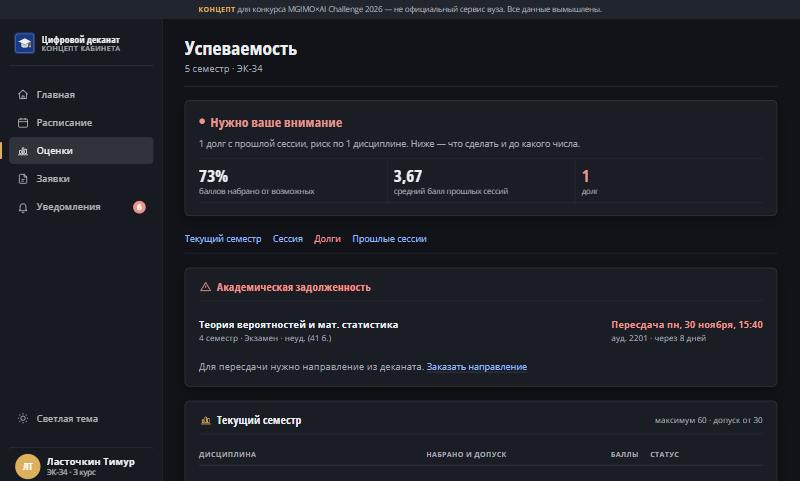 КОНЦЕПТ для конкурса MGIMO×AI Challenge 2026 — не официальный сервис вуза. Все данные вымышлены.
Цифровой деканат
КОНЦЕПТ КАБИНЕТА
Главная
Расписание
Оценки
Заявки
Уведомления 6
Светлая тема
ЛТ
Ласточкин Тимур
ЭК-34 · 3 курс
Успеваемость
5 семестр · ЭК-34
Нужно ваше внимание
1 долг с прошлой сессии, риск по 1 дисциплине. Ниже — что сделать и до какого числа.
73% 3,67 1
баллов набрано от возможных средний балл прошлых сессий долг
Текущий семестр Сессия Долги Прошлые сессии
Академическая задолженность
Теория вероятностей и мат. статистика Пересдача пн, 30 ноября, 15:40
4 семестр · Экзамен · неуд. (41 б.) ауд. 2201 · через 8 дней
Для пересдачи нужно направление из деканата. Заказать направление
Текущий семестр максимум 60 · допуск от 30
ДИСЦИПЛИНА НАБРАНО И ДОПУСК БАЛЛЫ СТАТУС